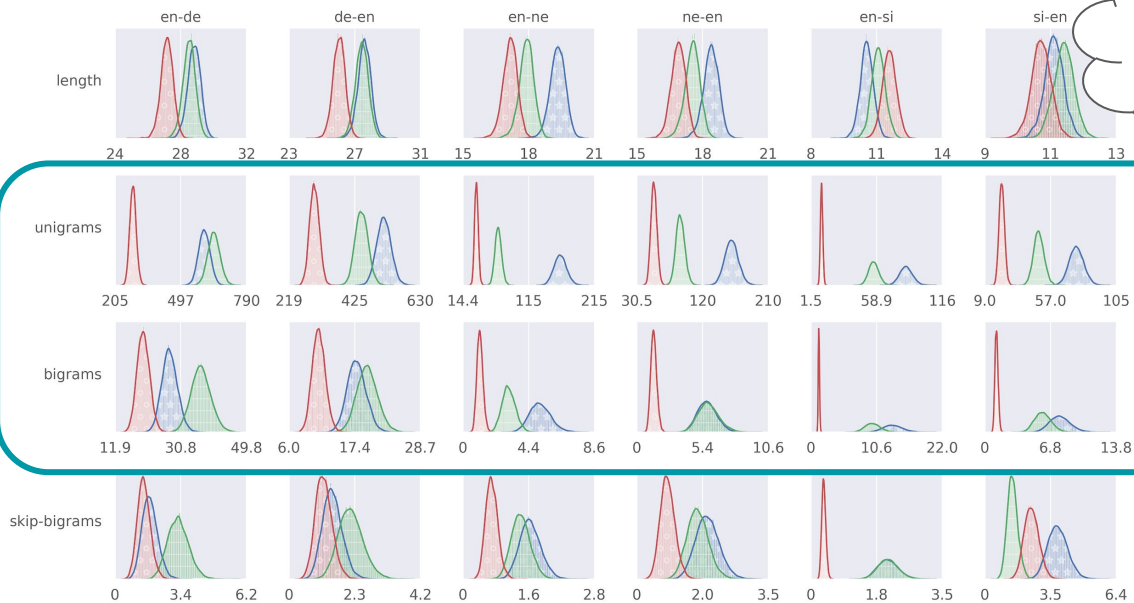 en-de de-en en-ne ne-en en-si si-en
length
24 28 32 23 27 31 15 18 21 15 18 21 8 11 14 9 11 13
unigrams
205 497 790 219 425 630 14.4 115 215 30.5 120 210 1.5 58.9 116 9.0 57.0 105
bigrams
11.9 30.8 49.8 6.0 17.4 28.7 0 4.4 8.6 0 5.4 10.6 0 10.6 22.0 0 6.8 13.8
skip-bigrams
0 3.4 6.2 0 2.3 4.2 0 1.6 2.8 0 2.0 3.5 0 1.8 3.2 0 3.5 6.4